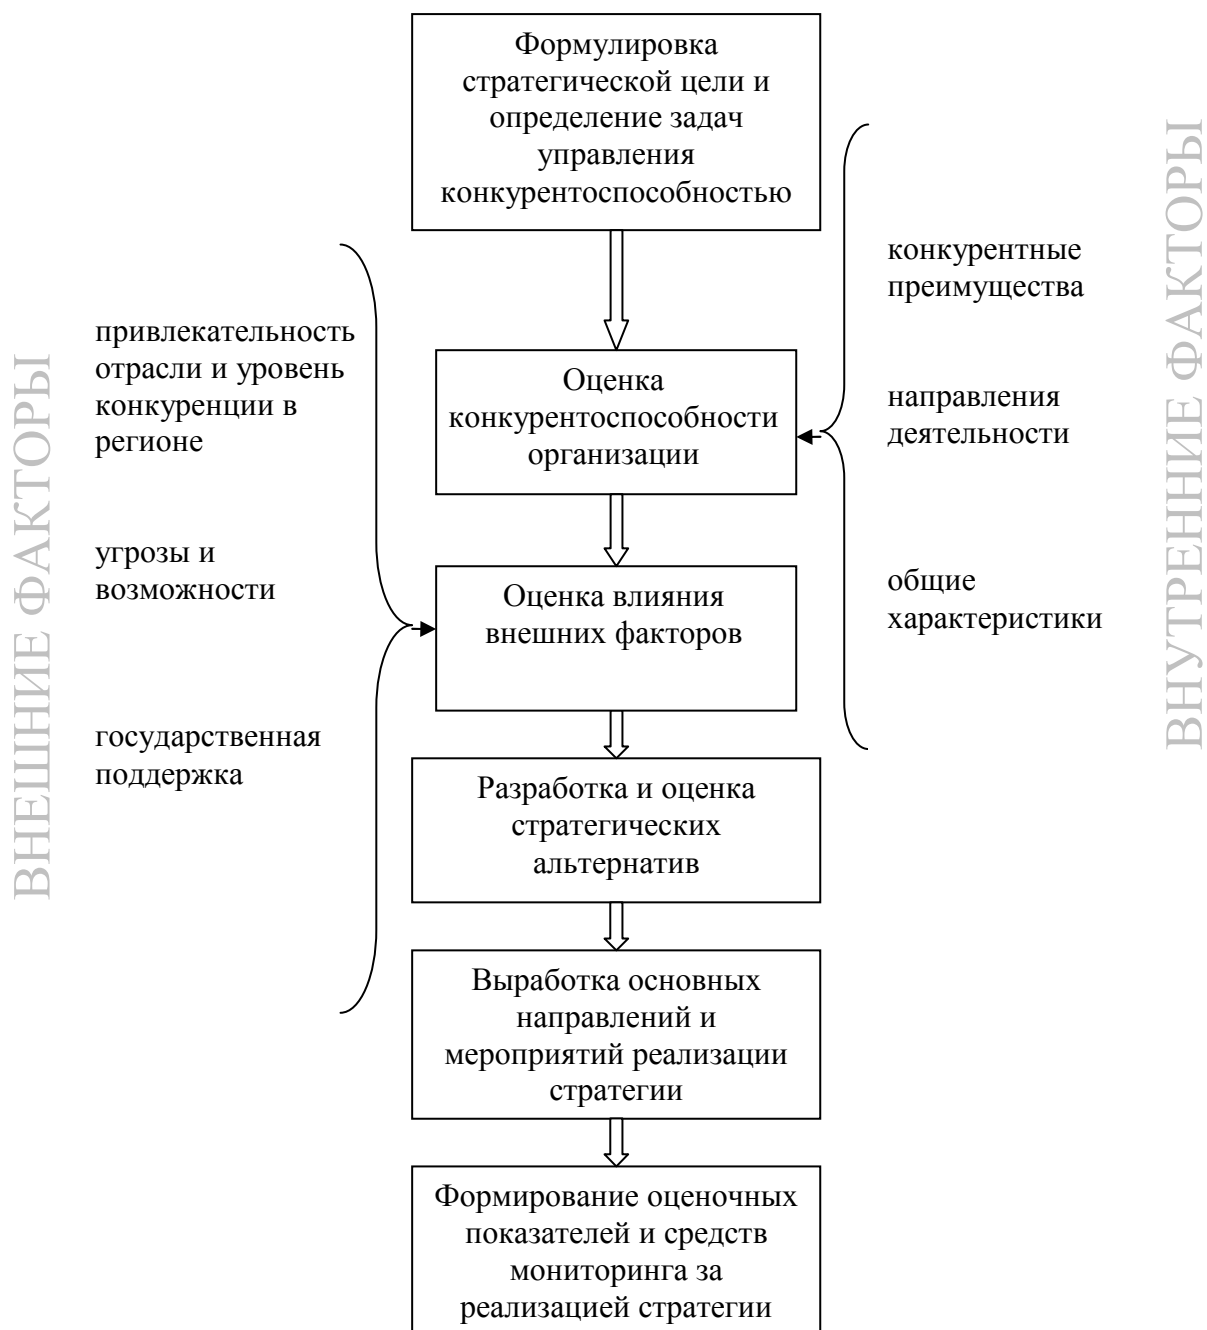 Формулировка
стратегической цели и
определение задач
управления
конкурентоспособностью
ВНЕШНИЕ ФАКТОРЫ
привлекательность
отрасли и уровень
конкуренции в
регионе
угрозы и
возможности
государственная
поддержка
Оценка
конкурентоспособности
организации
Оценка влияния
внешних факторов
Разработка и оценка
стратегических
альтернатив
Выработка основных
направлений и
мероприятий реализации
стратегии
Формирование оценочных
показателей и средств
мониторинга за
реализацией стратегии
конкурентные
преимущества
направления
деятельности
общие
характеристики
ВНУТРЕННИЕ ФАКТОРЫ